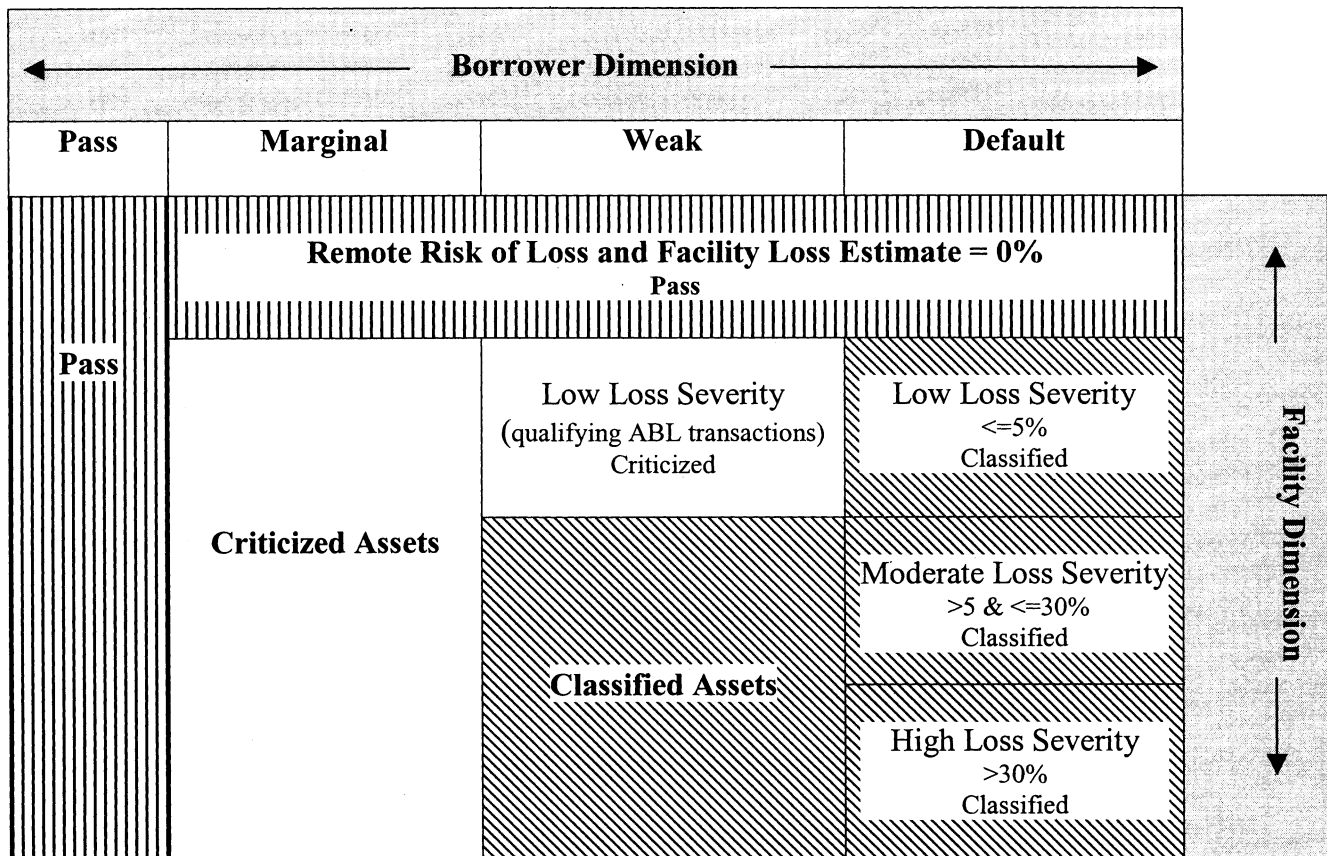 Borrower Dimension
Pass
Marginal
Weak
Default
Remote Risk of Loss and Facility Loss Estimate = 0%
Pass
Pass
Criticized Assets
Low Loss Severity
(qualifying ABL transactions)
Criticized
Classified Assets
Low Loss Severity
<=5%
Classified
Moderate Loss Severity
>5 & <=30%
Classified
High Loss Severity
>30%
Classified
Facility Dimension